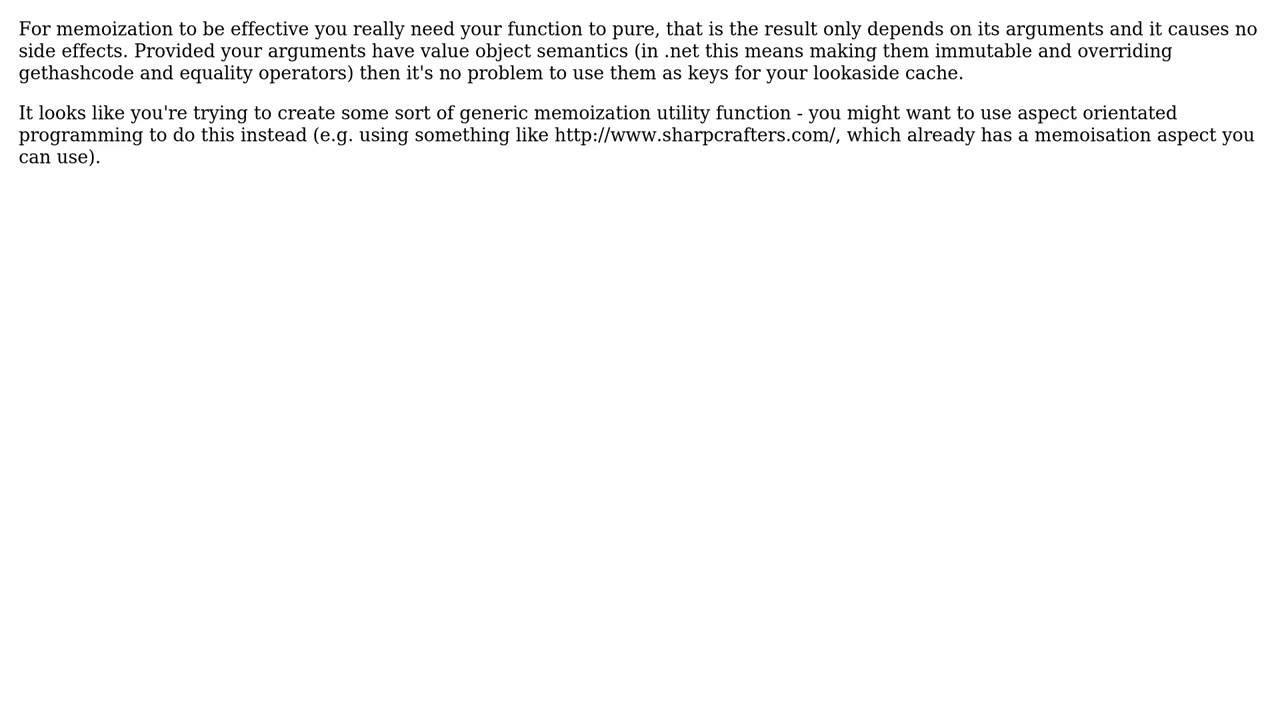 For memoization to be effective you really need your function to pure, that is the result only depends on its arguments and it causes no
side effects. Provided your arguments have value object semantics (in .net this means making them immutable and overriding
gethashcode and equality operators) then it's no problem to use them as keys for your lookaside cache.
It looks like you're trying to create some sort of generic memoization utility function - you might want to use aspect orientated
programming to do this instead (e.g. using something like http://www.sharpcrafters.com/, which already has a memoisation aspect you
can use).